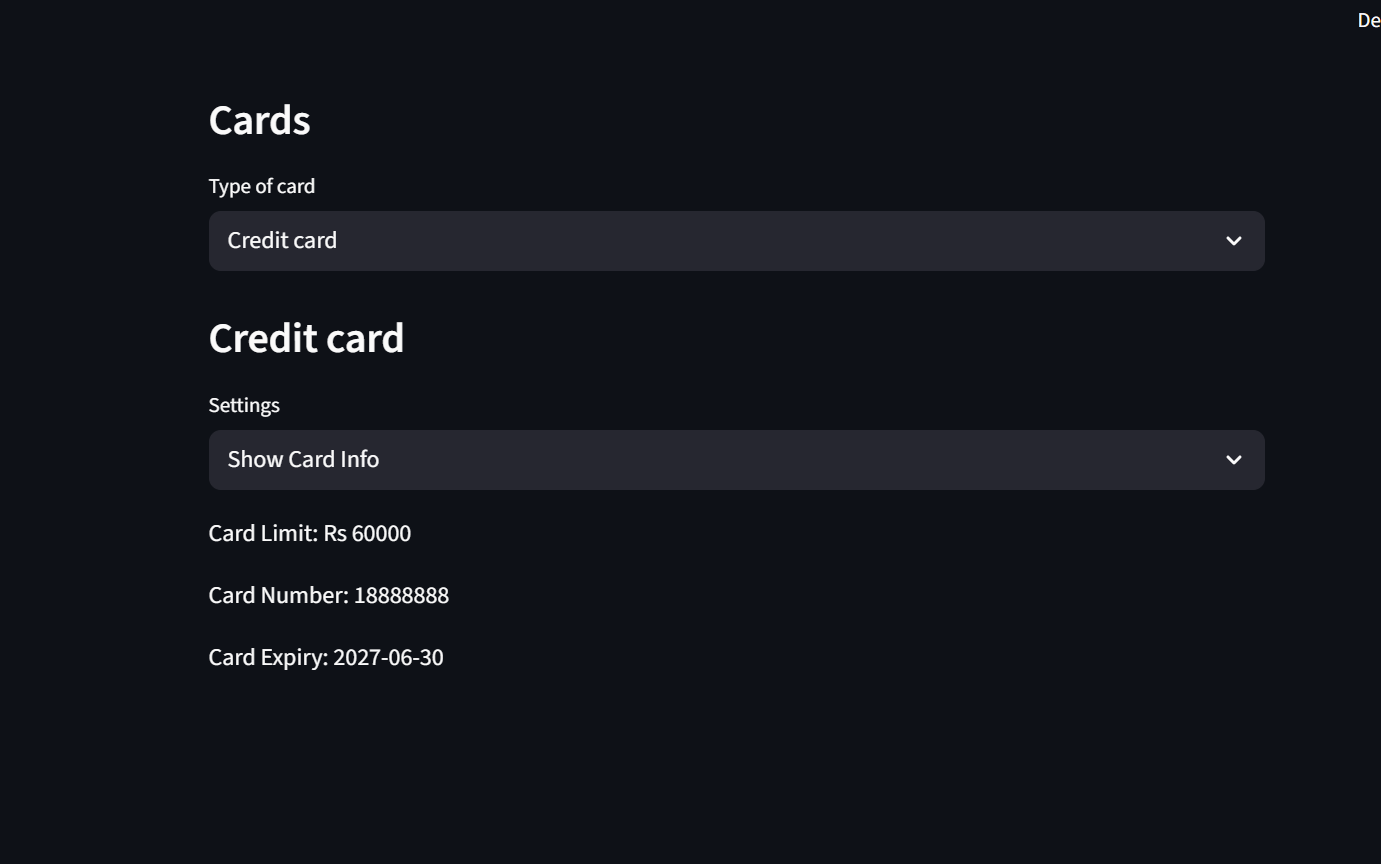 De
Cards
Type of card
Credit card
Credit card
Settings
Show Card Info
Card Limit: Rs 60000
Card Number: 18888888
Card Expiry: 2027-06-30